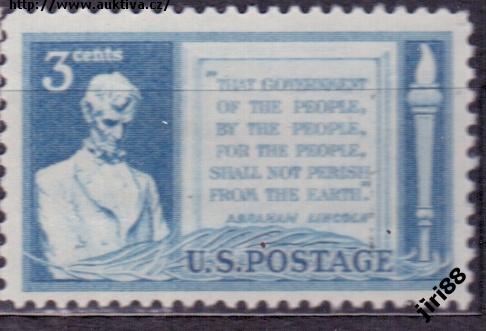 http://www.auktiva.cz/
3 cents
"THAT GOVERNMENT
OF THE PEOPLE,
BY THE PEOPLE,
FOR THE PEOPLE,
SHALL NOT PERISH
FROM THE EARTH."
ABRAHAM LINCOLN
U.S.POSTAGE
jiri88